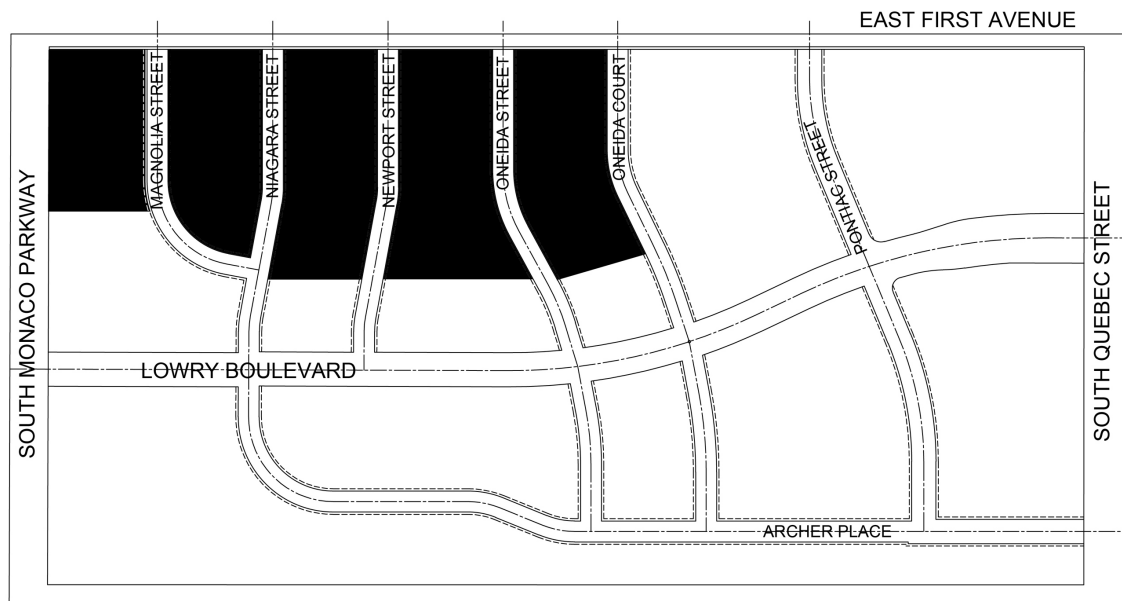 EAST FIRST AVENUE
MAGNOLIA STREET
NIAGARA STREET
NEWPORT STREET
ONEIDA STREET
ONEIDA COURT
PONTIAC STREET
SOUTH MONACO PARKWAY
SOUTH QUEBEC STREET
LOWRY BOULEVARD
ARCHER PLACE